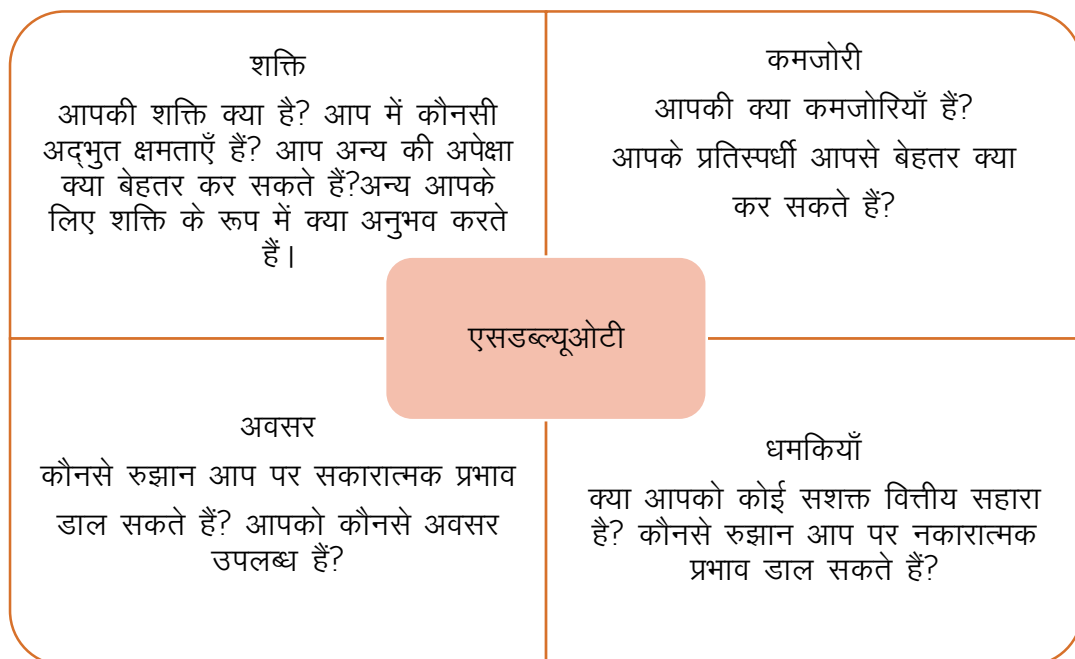 शक्ति
आपकी शक्ति क्या है? आप में कौनसी
अद्‌भुत क्षमताएँ हैं? आप अन्य की अपेक्षा
क्या बेहतर कर सकते हैं?अन्य आपके
लिए शक्ति के रूप में क्या अनुभव करते
हैं।
कमजोरी
आपकी क्या कमजोरियाँ हैं?
आपके प्रतिस्पर्धी आपसे बेहतर क्या
कर सकते हैं?
एसडब्ल्यूओटी
अवसर
कौनसे रुझान आप पर सकारात्मक प्रभाव
डाल सकते हैं? आपको कौनसे अवसर
उपलब्ध हैं?
धमकियाँ
क्या आपको कोई सशक्त वित्तीय सहारा
है? कौनसे रुझान आप पर नकारात्मक
प्रभाव डाल सकते हैं?